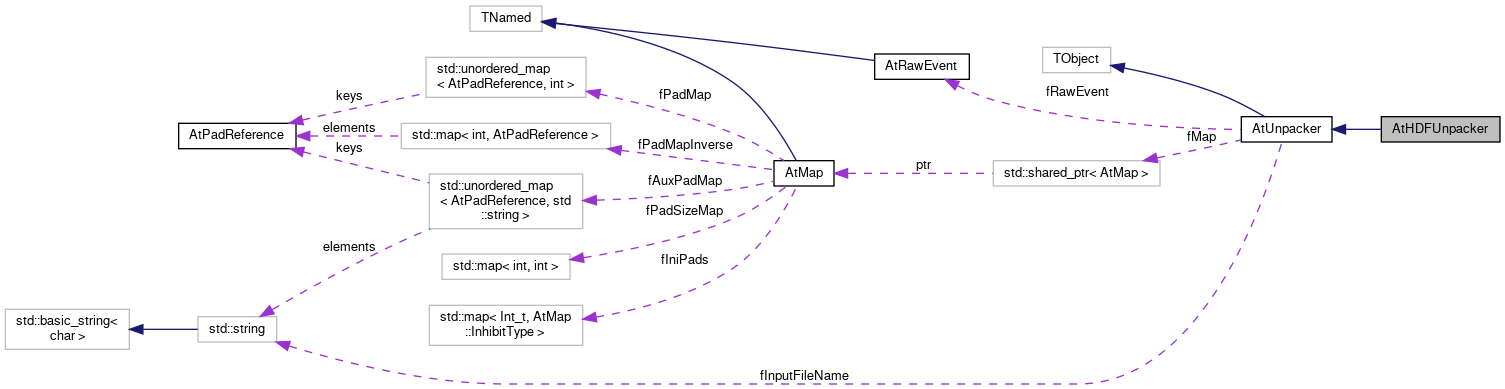 TNamed
AtRawEvent
TObject
std::unordered_map
< AtPadReference, int >
keys
fPadMap
fRawEvent
AtPadReference
elements
std::map< int, AtPadReference >
fPadMapInverse
AtUnpacker
AtHDFUnpacker
fMap
keys
std::unordered_map
< AtPadReference, std
::string >
fAuxPadMap
AtMap
ptr
std::shared_ptr< AtMap >
fPadSizeMap
elements
std::map< int, int >
fIniPads
std::basic_string<
char >
std::string
std::map< Int_t, AtMap
::InhibitType >
fInputFileName